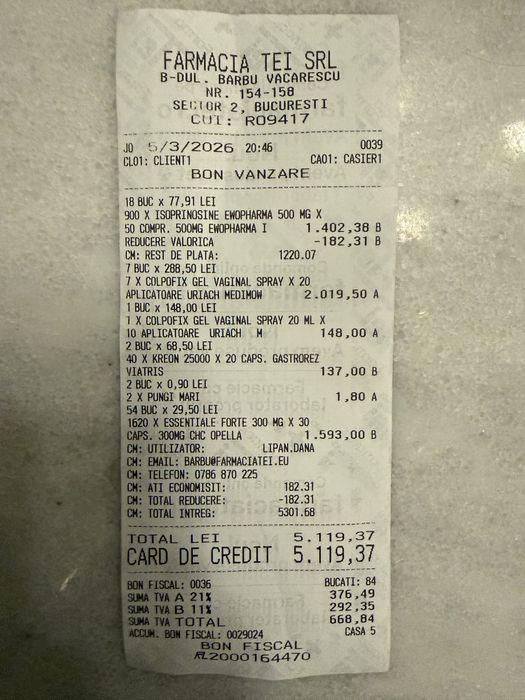 FARMACIA TEI SRL
B-DUL. BARBU VACARESCU
NR. 154-158
SECTOR 2, BUCURESTI
CUI: RO9417
JO 5/3/2026 20:46 0039
CLO1: CLIENT1 CAO1: CASIER1
BON VANZARE
18 BUC x 77,91 LEI
900 X ISOPRINOSINE EWOPHARMA 500 MG X
50 COMPR. 500MG EWOPHARMA I 1.402,38 B
REDUCERE VALORICA -182,31 B
CM: REST DE PLATA: 1220.07
7 BUC x 288,50 LEI
7 X COLPOFIX GEL VAGINAL SPRAY X 20
APLICATOARE URIACH MEDIMOW 2.019,50 A
1 BUC x 148,00 LEI
1 X COLPOFIX GEL VAGINAL SPRAY 20 ML X
10 APLICATOARE URIACH M 148,00 A
2 BUC x 68,50 LEI
40 X KREON 25000 X 20 CAPS. GASTROREZ
VIATRIS 137,00 B
2 BUC x 0,90 LEI
2 X PUNGI MARI 1,80 A
54 BUC x 29,50 LEI
1620 X ESSENTIALE FORTE 300 MG X 30
CAPS. 300MG CHC OPELLA 1.593,00 B
CM: UTILIZATOR: LIPAN.DANA
CM: EMAIL: BARBU@FARMACIATEI.EU
CM: TELEFON: 0786 870 225
CM: ATI ECONOMISIT: 182.31
CM: TOTAL REDUCERE: -182.31
CM: TOTAL INTREG: 5301.68
TOTAL LEI 5.119,37
CARD DE CREDIT 5.119,37
BON FISCAL: 0036 BUCATI: 84
SUMA TVA A 21% 376,49
SUMA TVA B 11% 292,35
SUMA TVA TOTAL 668,84
ACCUM. BON FISCAL: 0029024 CASA 5
BON FISCAL
2000164470